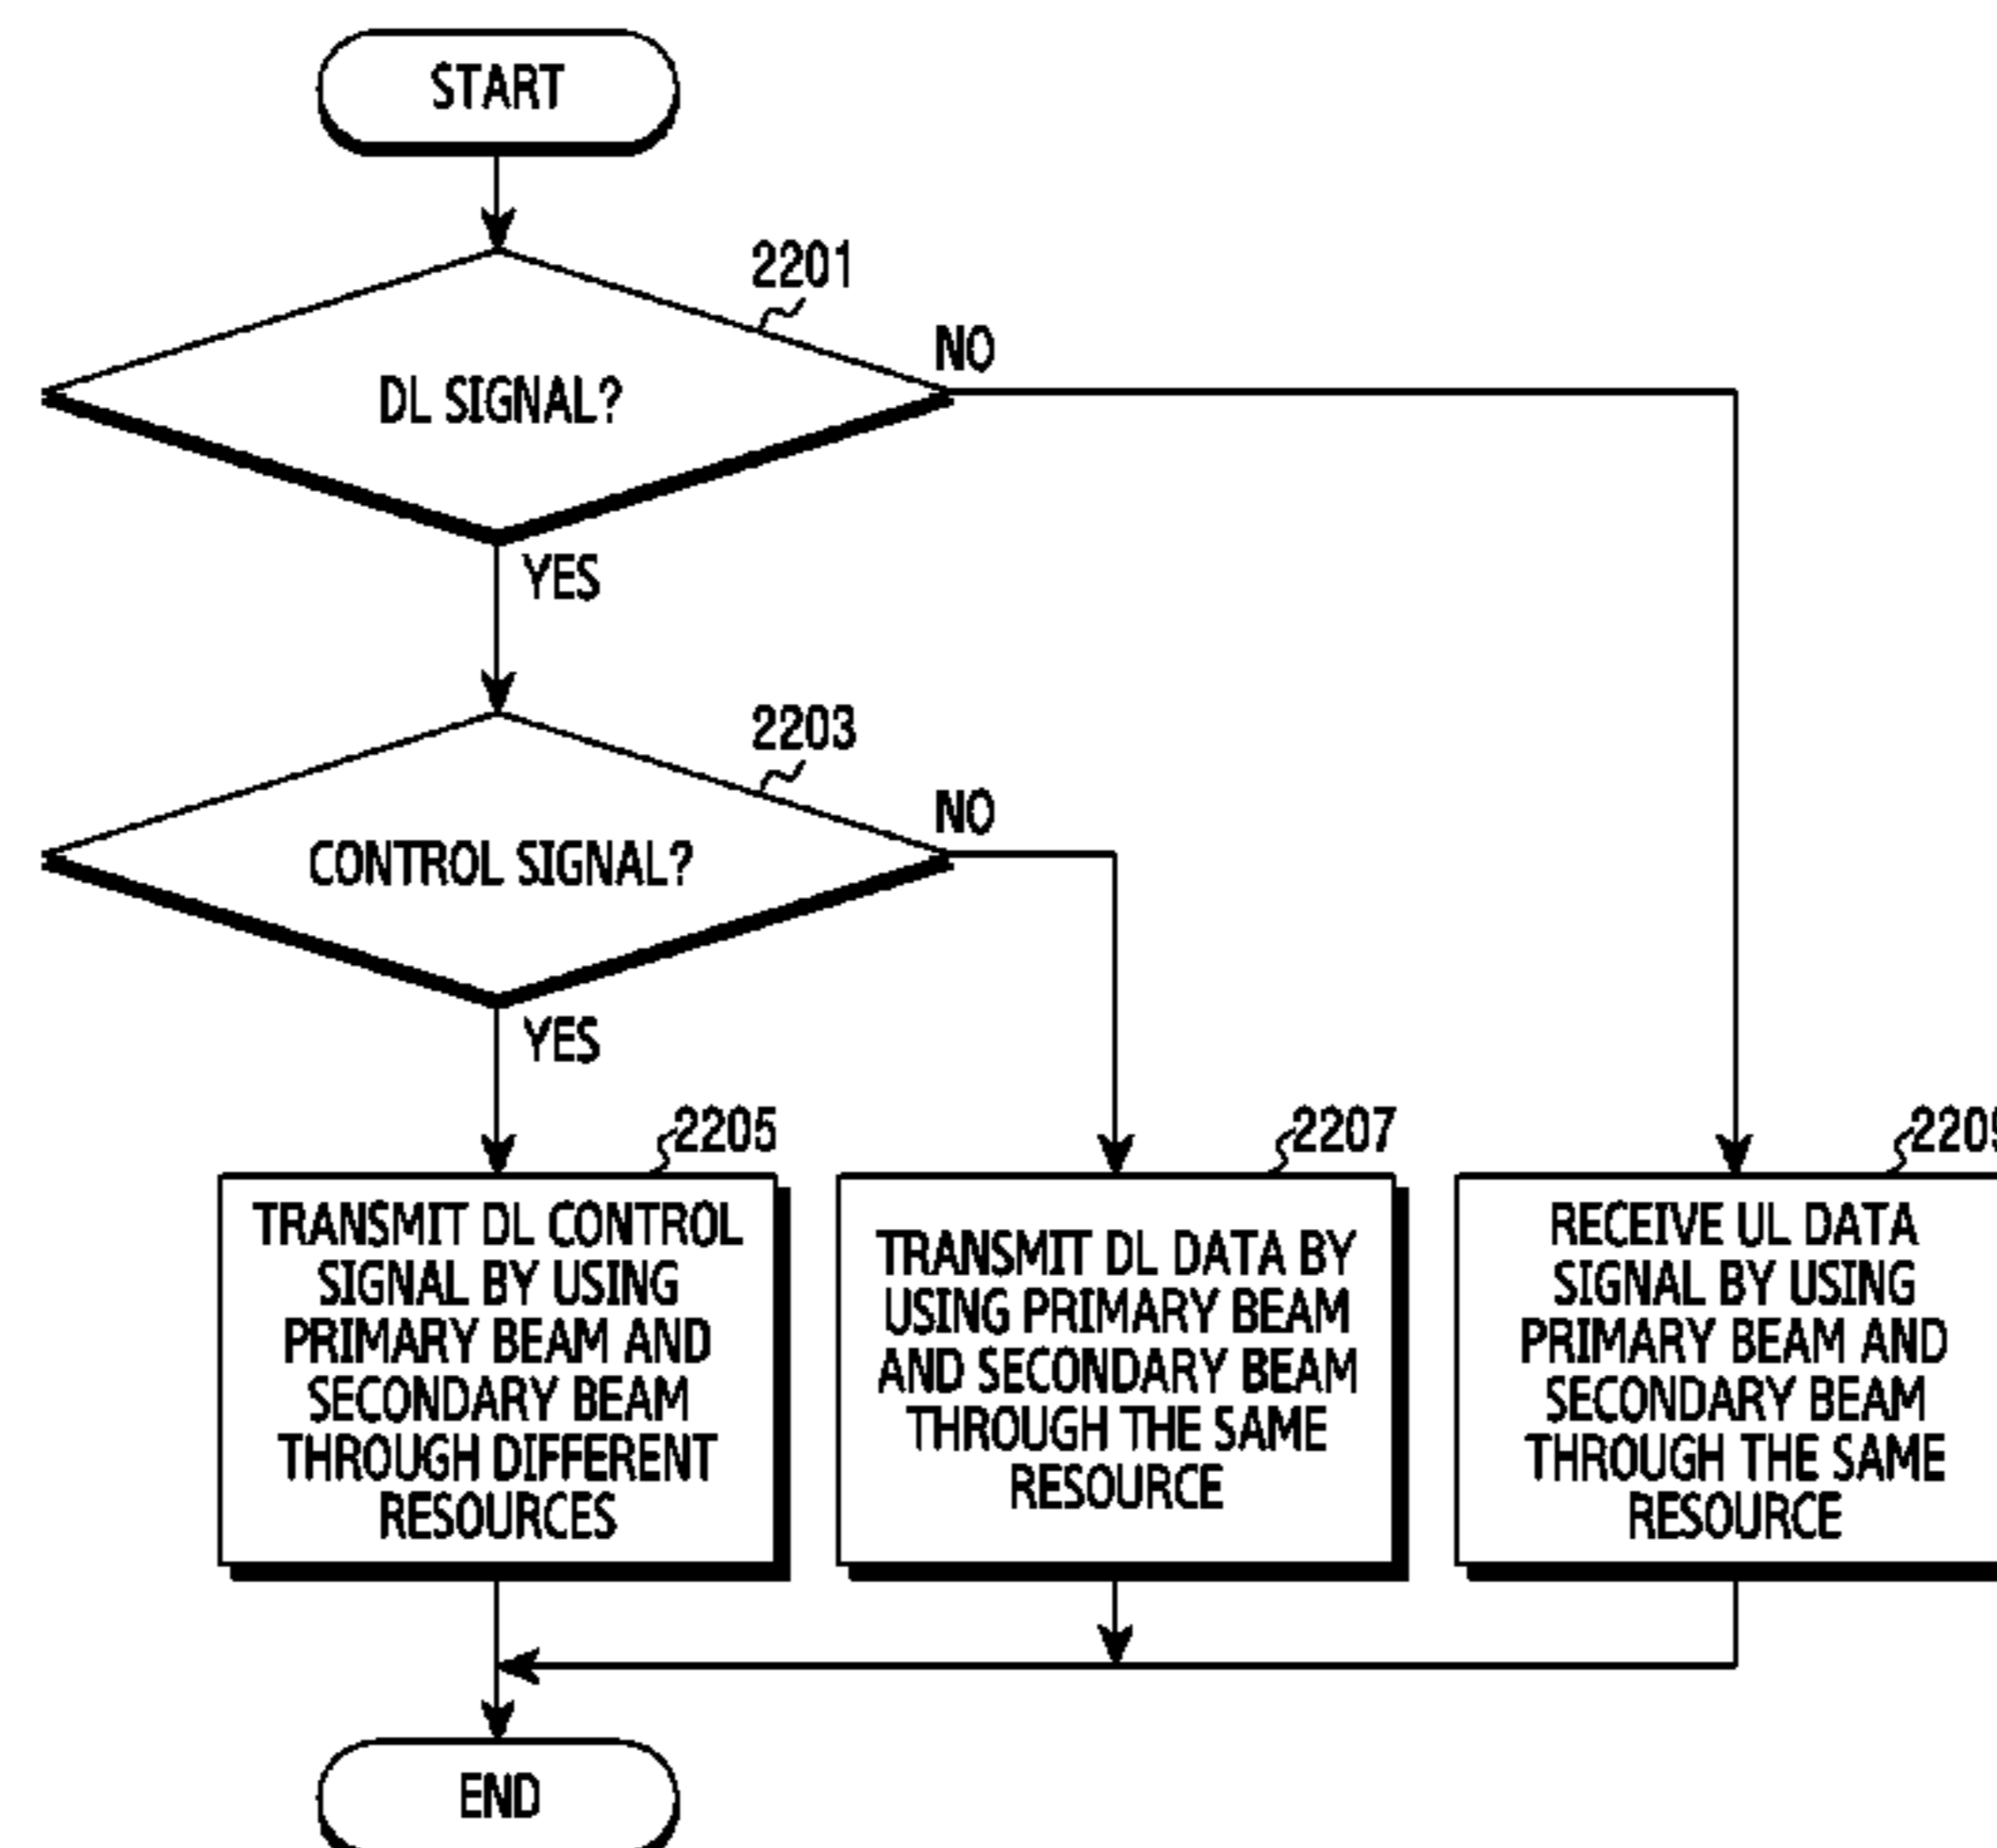 START
2201
NO
DL SIGNAL?
YES
2203
NO
CONTROL SIGNAL?
YES
2205
TRANSMIT DL CONTROL
SIGNAL BY USING
PRIMARY BEAM AND
SECONDARY BEAM
THROUGH DIFFERENT
RESOURCES
2207
TRANSMIT DL DATA BY
USING PRIMARY BEAM
AND SECONDARY BEAM
THROUGH THE SAME
RESOURCE
2209
RECEIVE UL DATA
SIGNAL BY USING
PRIMARY BEAM AND
SECONDARY BEAM
THROUGH THE SAME
RESOURCE
END